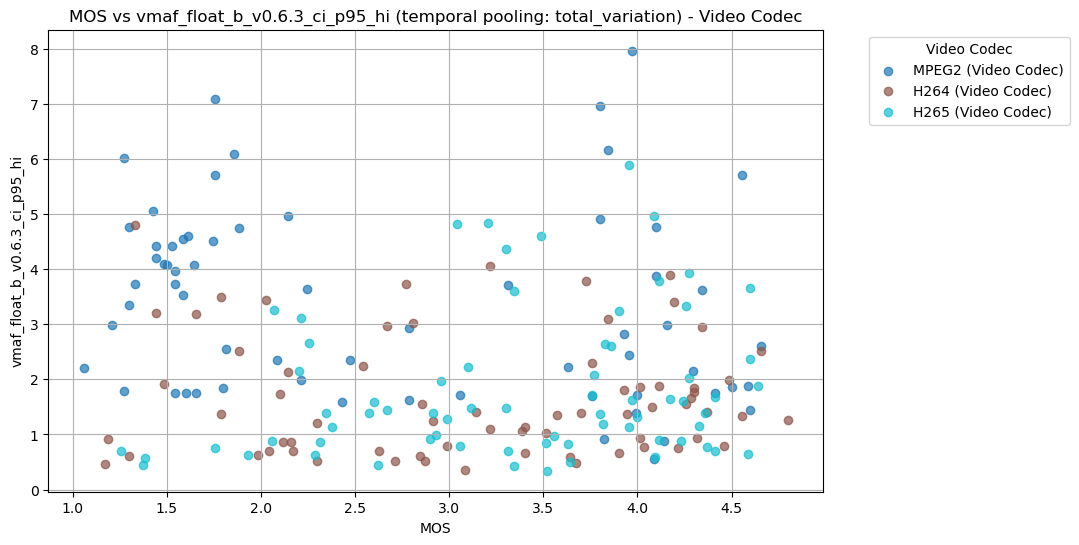 MOS vs vmaf_float_b_v0.6.3_ci_p95_hi (temporal pooling: total_variation) - Video Codec
vmaf_float_b_v0.6.3_ci_p95_hi
8
7
6
5
4
3
2
1
0
1.0 1.5 2.0 2.5 3.0 3.5 4.0 4.5
MOS
Video Codec
MPEG2 (Video Codec)
H264 (Video Codec)
H265 (Video Codec)